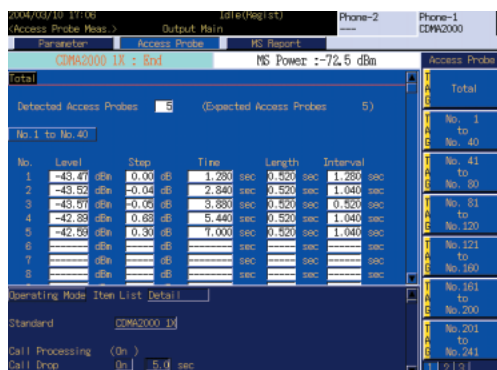 2004/03/10 17:06 Idle(Regist) Phone-2 Phone-1
<Access Probe Meas.> Output Main ---- CDMA2000
Parameter Access Probe MS Report
CDMA2000 1X : End MS Power :-72.5 dBm Access Probe
Total
Detected Access Probes 5 (Expected Access Probes 5)
No.1 to No.40
No. Level Step Time Length Interval
1 -43.47 dBm 0.00 dB 1.280 sec 0.520 sec 1.280 sec
2 -43.52 dBm -0.04 dB 2.840 sec 0.520 sec 1.040 sec
3 -43.57 dBm -0.05 dB 3.880 sec 0.520 sec 0.520 sec
4 -42.89 dBm 0.68 dB 5.440 sec 0.520 sec 1.040 sec
5 -42.59 dBm 0.30 dB 7.000 sec 0.520 sec 1.040 sec
6 ------ dBm ------ dB ------ sec ------ sec ------ sec
7 ------ dBm ------ dB ------ sec ------ sec ------ sec
8 ------ dBm ------ dB ------ sec ------ sec ------ sec
Operating Mode Item List Detail
Standard CDMA2000 1X
Call Processing (On )
Call Drop On 5.0 sec
TAG Total
TAG No. 1 to No. 40
TAG No. 41 to No. 80
TAG No. 81 to No.120
TAG No.121 to No.160
TAG No.161 to No.200
TAG No.201 to No.241
1 2 3